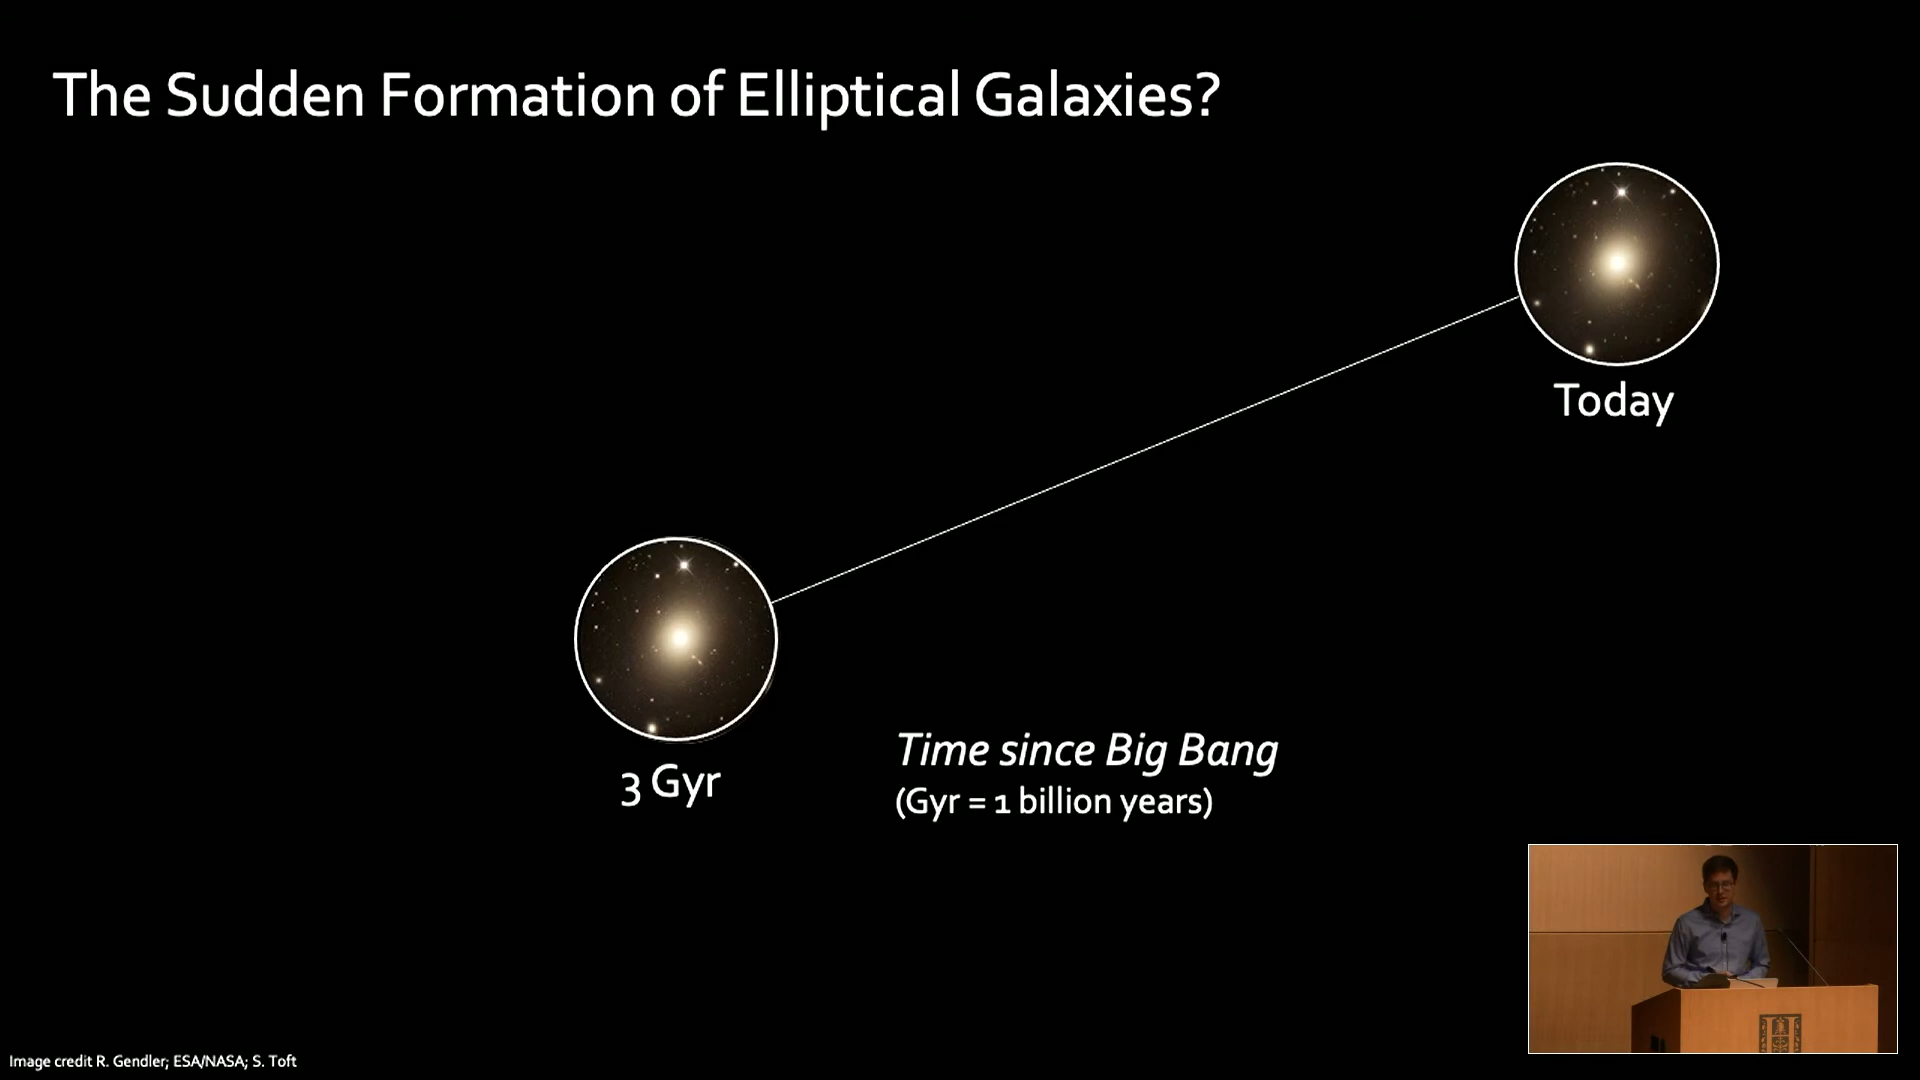 The Sudden Formation of Elliptical Galaxies?
Today
3 Gyr
Time since Big Bang
(Gyr = 1 billion years)
Image credit R. Gendler; ESA/NASA; S. Toft